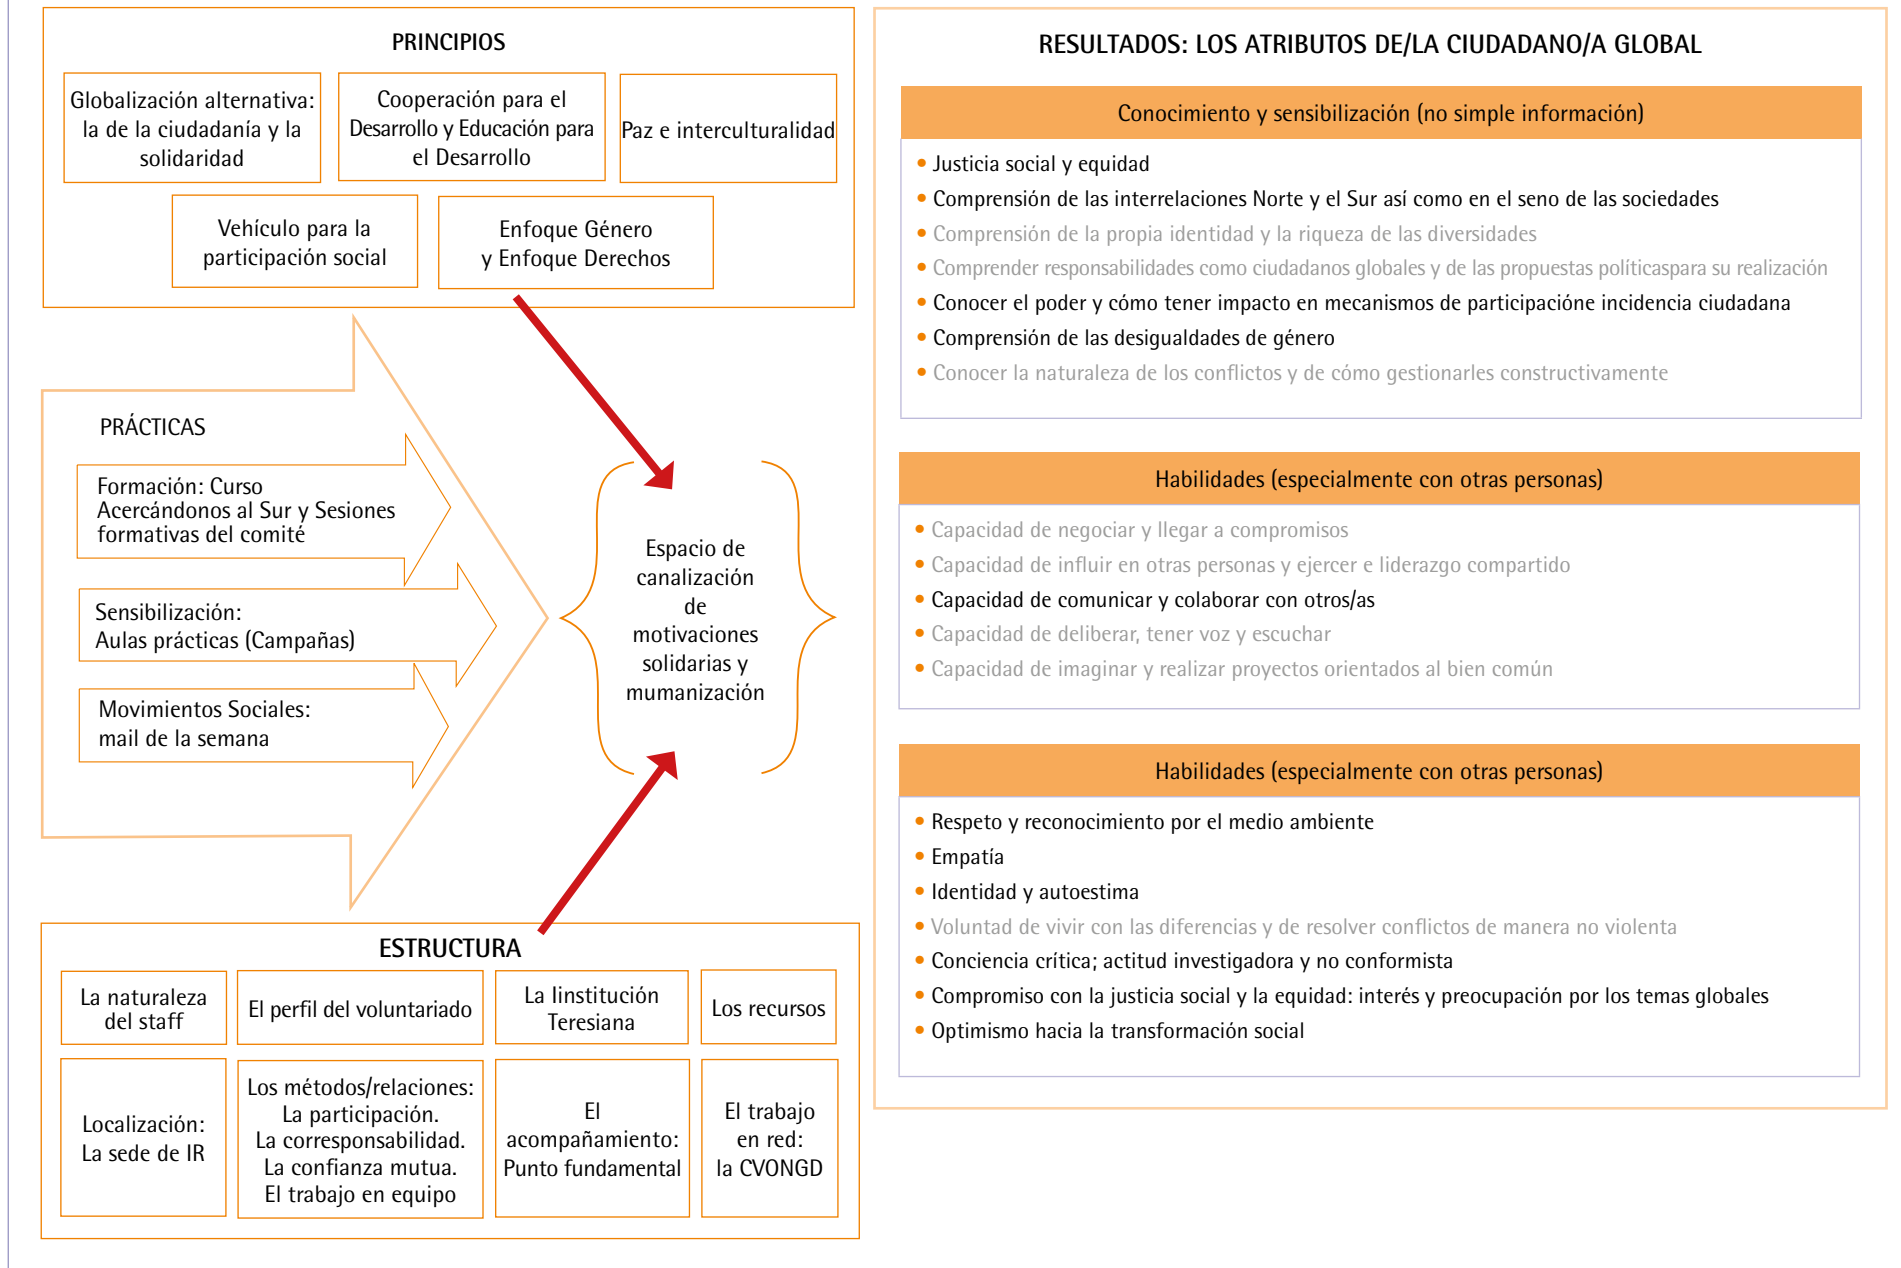 PRINCIPIOS
Globalización alternativa:
la de la ciudadanía y la
solidaridad
Cooperación para el
Desarrollo y Educación para
el Desarrollo
Paz e interculturalidad
Vehículo para la
participación social
Enfoque Género
y Enfoque Derechos
PRÁCTICAS
Formación: Curso
Acercándonos al Sur y Sesiones
formativas del comité
Sensibilización:
Aulas prácticas (Campañas)
Movimientos Sociales:
mail de la semana
Espacio de
canalización
de
motivaciones
solidarias y
mumanización
ESTRUCTURA
La naturaleza
del staff
El perfil del voluntariado
La Iinstitución
Teresiana
Los recursos
Localización:
La sede de IR
Los métodos/relaciones:
La participación.
La corresponsabilidad.
La confianza mutua.
El trabajo en equipo
El
acompañamiento:
Punto fundamental
El trabajo
en red:
la CVONGD
RESULTADOS: LOS ATRIBUTOS DE/LA CIUDADANO/A GLOBAL
Conocimiento y sensibilización (no simple información)
• Justicia social y equidad
• Comprensión de las interrelaciones Norte y el Sur así como en el seno de las sociedades
• Comprensión de la propia identidad y la riqueza de las diversidades
• Comprender responsabilidades como ciudadanos globales y de las propuestas políticaspara su realización
• Conocer el poder y cómo tener impacto en mecanismos de participacióne incidencia ciudadana
• Comprensión de las desigualdades de género
• Conocer la naturaleza de los conflictos y de cómo gestionarles constructivamente
Habilidades (especialmente con otras personas)
• Capacidad de negociar y llegar a compromisos
• Capacidad de influir en otras personas y ejercer e liderazgo compartido
• Capacidad de comunicar y colaborar con otros/as
• Capacidad de deliberar, tener voz y escuchar
• Capacidad de imaginar y realizar proyectos orientados al bien común
Habilidades (especialmente con otras personas)
• Respeto y reconocimiento por el medio ambiente
• Empatía
• Identidad y autoestima
• Voluntad de vivir con las diferencias y de resolver conflictos de manera no violenta
• Conciencia crítica; actitud investigadora y no conformista
• Compromiso con la justicia social y la equidad: interés y preocupación por los temas globales
• Optimismo hacia la transformación social